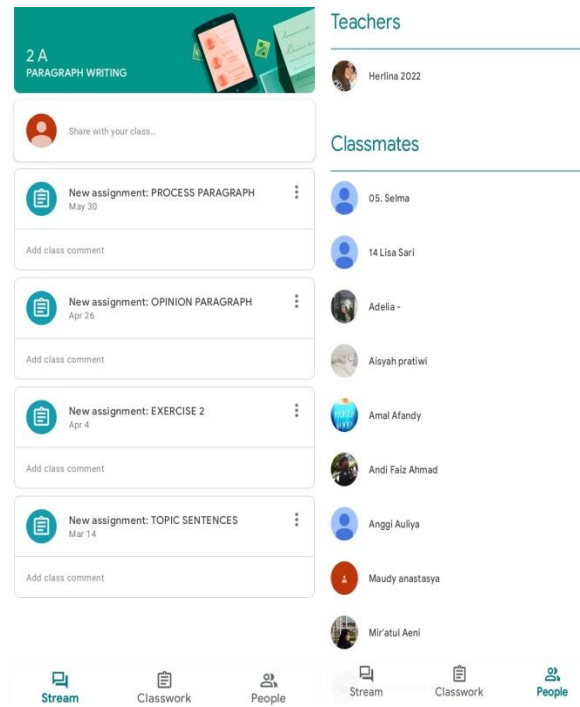 2 A
PARAGRAPH WRITING
Share with your class...
New assignment: PROCESS PARAGRAPH
May 30
Add class comment
New assignment: OPINION PARAGRAPH
Apr 26
Add class comment
New assignment: EXERCISE 2
Apr 4
Add class comment
New assignment: TOPIC SENTENCES
Mar 14
Add class comment
Stream
Classwork
People
Teachers
Herlina 2022
Classmates
05. Selma
14 Lisa Sari
Adelia -
Aisyah pratiwi
Amal Afandy
Andi Faiz Ahmad
Anggi Auliya
Maudy anastasya
Mir'atul Aeni
Stream
Classwork
People